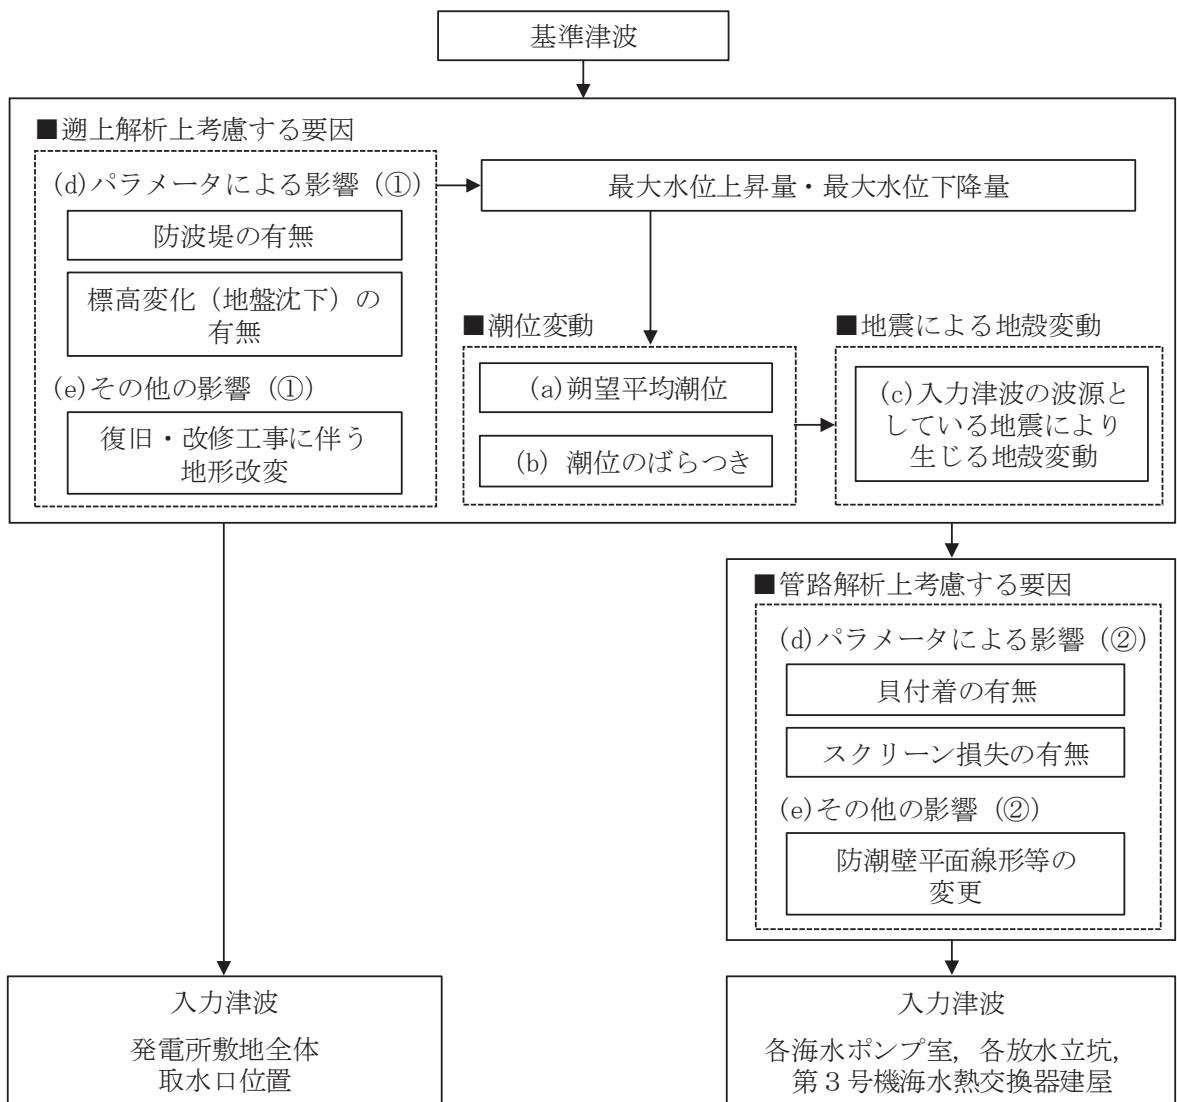 基準津波
■遡上解析上考慮する要因
(d)パラメータによる影響（①）
防波堤の有無
標高変化（地盤沈下）の
有無
(e)その他の影響（①）
復旧・改修工事に伴う
地形改変
最大水位上昇量・最大水位下降量
■潮位変動
(a)朔望平均潮位
(b) 潮位のばらつき
■地震による地殻変動
(c)入力津波の波源と
している地震により
生じる地殻変動
■管路解析上考慮する要因
(d)パラメータによる影響（②）
貝付着の有無
スクリーン損失の有無
(e)その他の影響（②）
防潮壁平面線形等の
変更
入力津波
発電所敷地全体
取水口位置
入力津波
各海水ポンプ室，各放水立坑，
第３号機海水熱交換器建屋